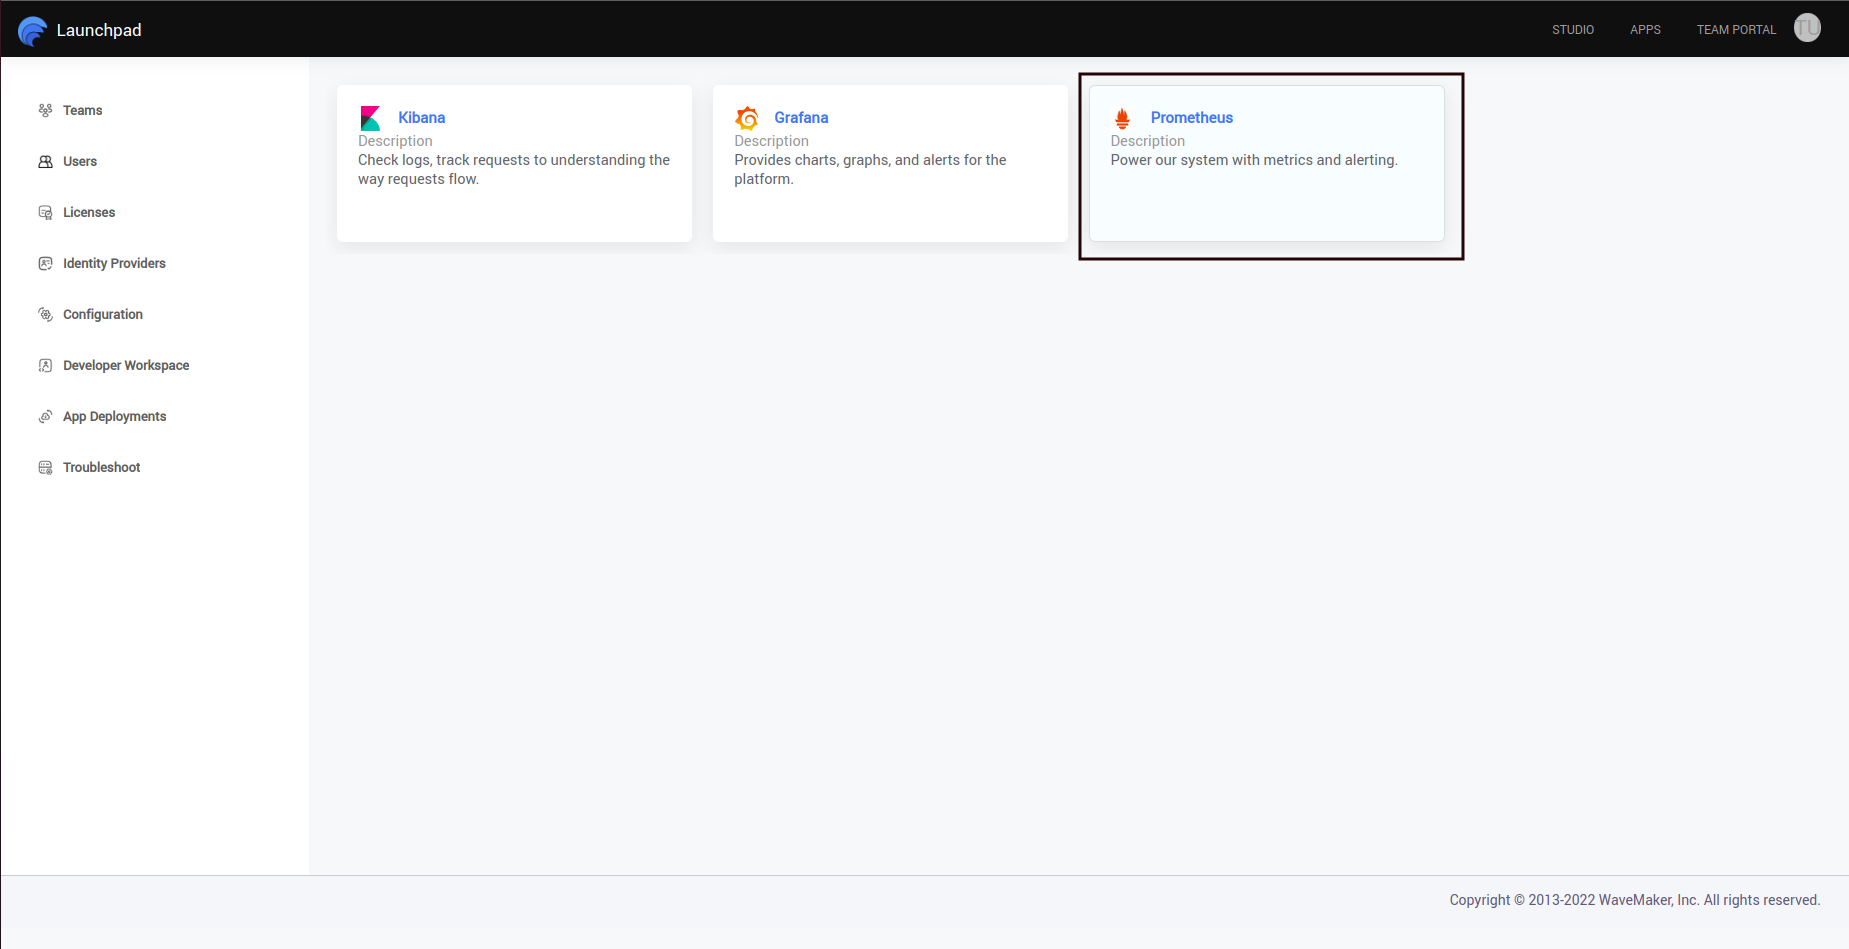 Launchpad
STUDIO
APPS
TEAM PORTAL
TU
Teams
Users
Licenses
Identity Providers
Configuration
Developer Workspace
App Deployments
Troubleshoot
Kibana
Description
Check logs, track requests to understanding the
way requests flow.
Grafana
Description
Provides charts, graphs, and alerts for the
platform.
Prometheus
Description
Power our system with metrics and alerting.
Copyright © 2013-2022 WaveMaker, Inc. All rights reserved.